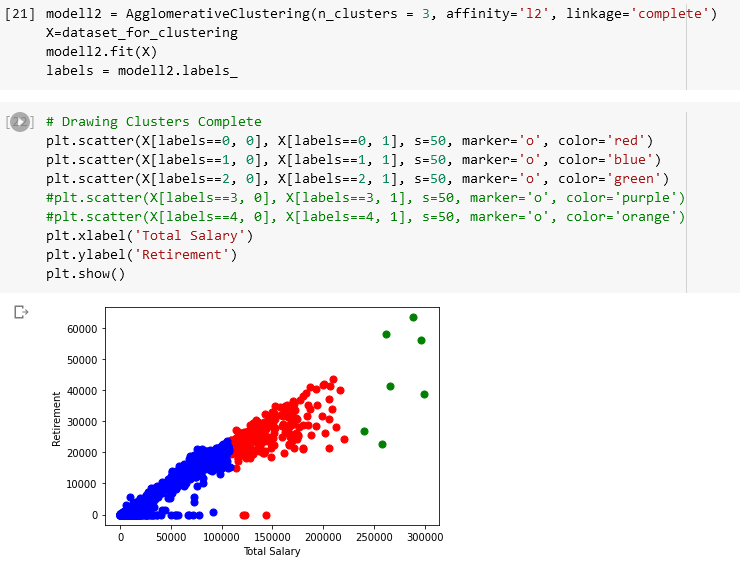 [21] modell2 = AgglomerativeClustering(n_clusters = 3, affinity='l2', linkage='complete')
X=dataset_for_clustering
modell2.fit(X)
labels = modell2.labels_
# Drawing Clusters Complete
plt.scatter(X[labels==0, 0], X[labels==0, 1], s=50, marker='o', color='red')
plt.scatter(X[labels==1, 0], X[labels==1, 1], s=50, marker='o', color='blue')
plt.scatter(X[labels==2, 0], X[labels==2, 1], s=50, marker='o', color='green')
#plt.scatter(X[labels==3, 0], X[labels==3, 1], s=50, marker='o', color='purple')
#plt.scatter(X[labels==4, 0], X[labels==4, 1], s=50, marker='o', color='orange')
plt.xlabel('Total Salary')
plt.ylabel('Retirement')
plt.show()
60000
50000
40000
30000
20000
10000
0
Retirement
0 50000 100000 150000 200000 250000 300000
Total Salary